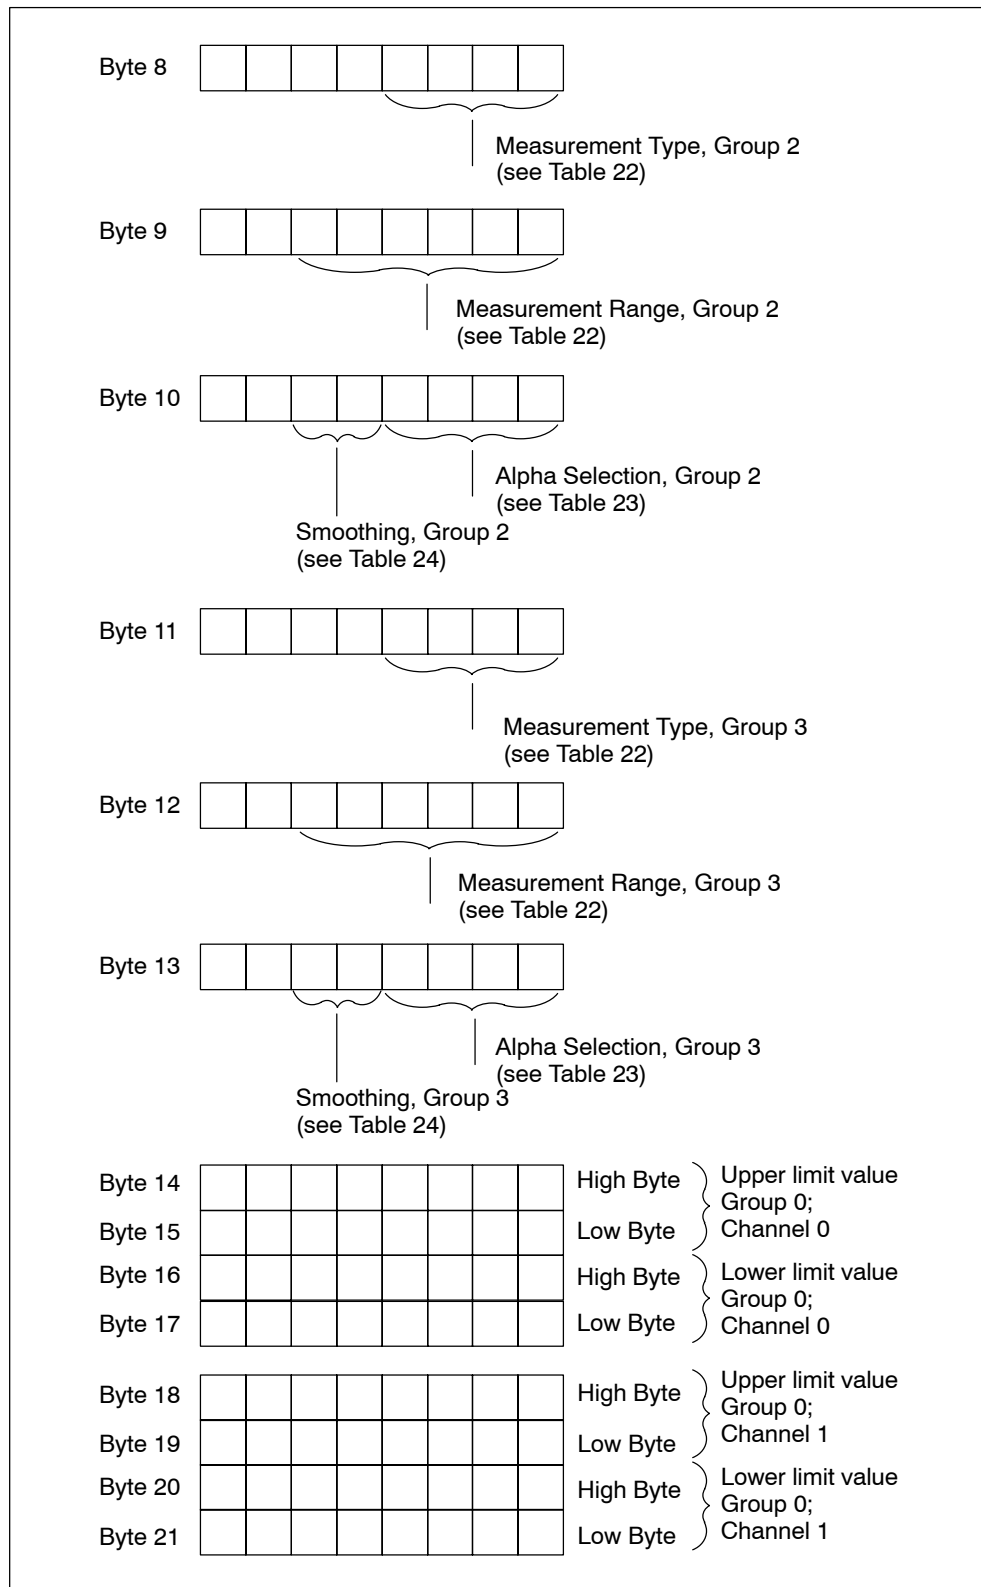 Byte 8
Measurement Type, Group 2
(see Table 22)
Byte 9
Measurement Range, Group 2
(see Table 22)
Byte 10
Alpha Selection, Group 2
(see Table 23)
Smoothing, Group 2
(see Table 24)
Byte 11
Measurement Type, Group 3
(see Table 22)
Byte 12
Measurement Range, Group 3
(see Table 22)
Byte 13
Alpha Selection, Group 3
(see Table 23)
Smoothing, Group 3
(see Table 24)
Byte 14
High Byte
Upper limit value
Group 0;
Channel 0
Byte 15
Low Byte
Byte 16
High Byte
Lower limit value
Group 0;
Channel 0
Byte 17
Low Byte
Byte 18
High Byte
Upper limit value
Group 0;
Channel 1
Byte 19
Low Byte
Byte 20
High Byte
Lower limit value
Group 0;
Channel 1
Byte 21
Low Byte